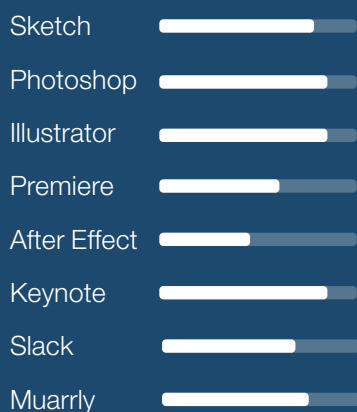 Sketch
Photoshop
Illustrator
Premiere
After Effect
Keynote
Slack
Muarrly